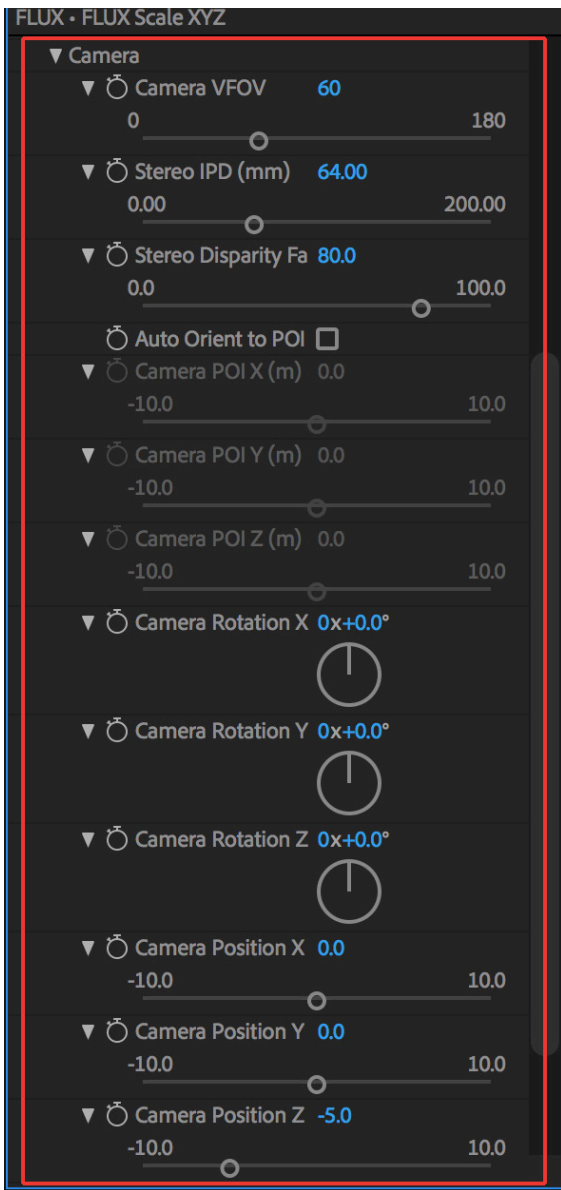 FLUX • FLUX Scale XYZ
Camera
Camera VFOV 60
0 180
Stereo IPD (mm) 64.00
0.00 200.00
Stereo Disparity Fa 80.0
0.0 100.0
Auto Orient to POI
Camera POI X (m) 0.0
-10.0 10.0
Camera POI Y (m) 0.0
-10.0 10.0
Camera POI Z (m) 0.0
-10.0 10.0
Camera Rotation X 0x+0.0°
Camera Rotation Y 0x+0.0°
Camera Rotation Z 0x+0.0°
Camera Position X 0.0
-10.0 10.0
Camera Position Y 0.0
-10.0 10.0
Camera Position Z -5.0
-10.0 10.0